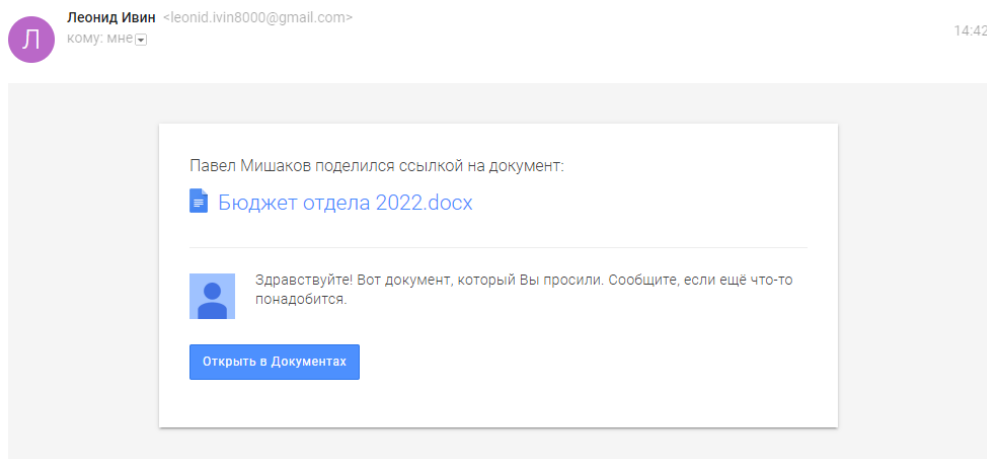 Леонид Ивин <leonid.ivin8000@gmail.com>
Л
кому: мне
14:42
Павел Мишаков поделился ссылкой на документ:
Бюджет отдела 2022.docx
Здравствуйте! Вот документ, который Вы просили. Сообщите, если ещё что-то
понадобится.
Открыть в Документах